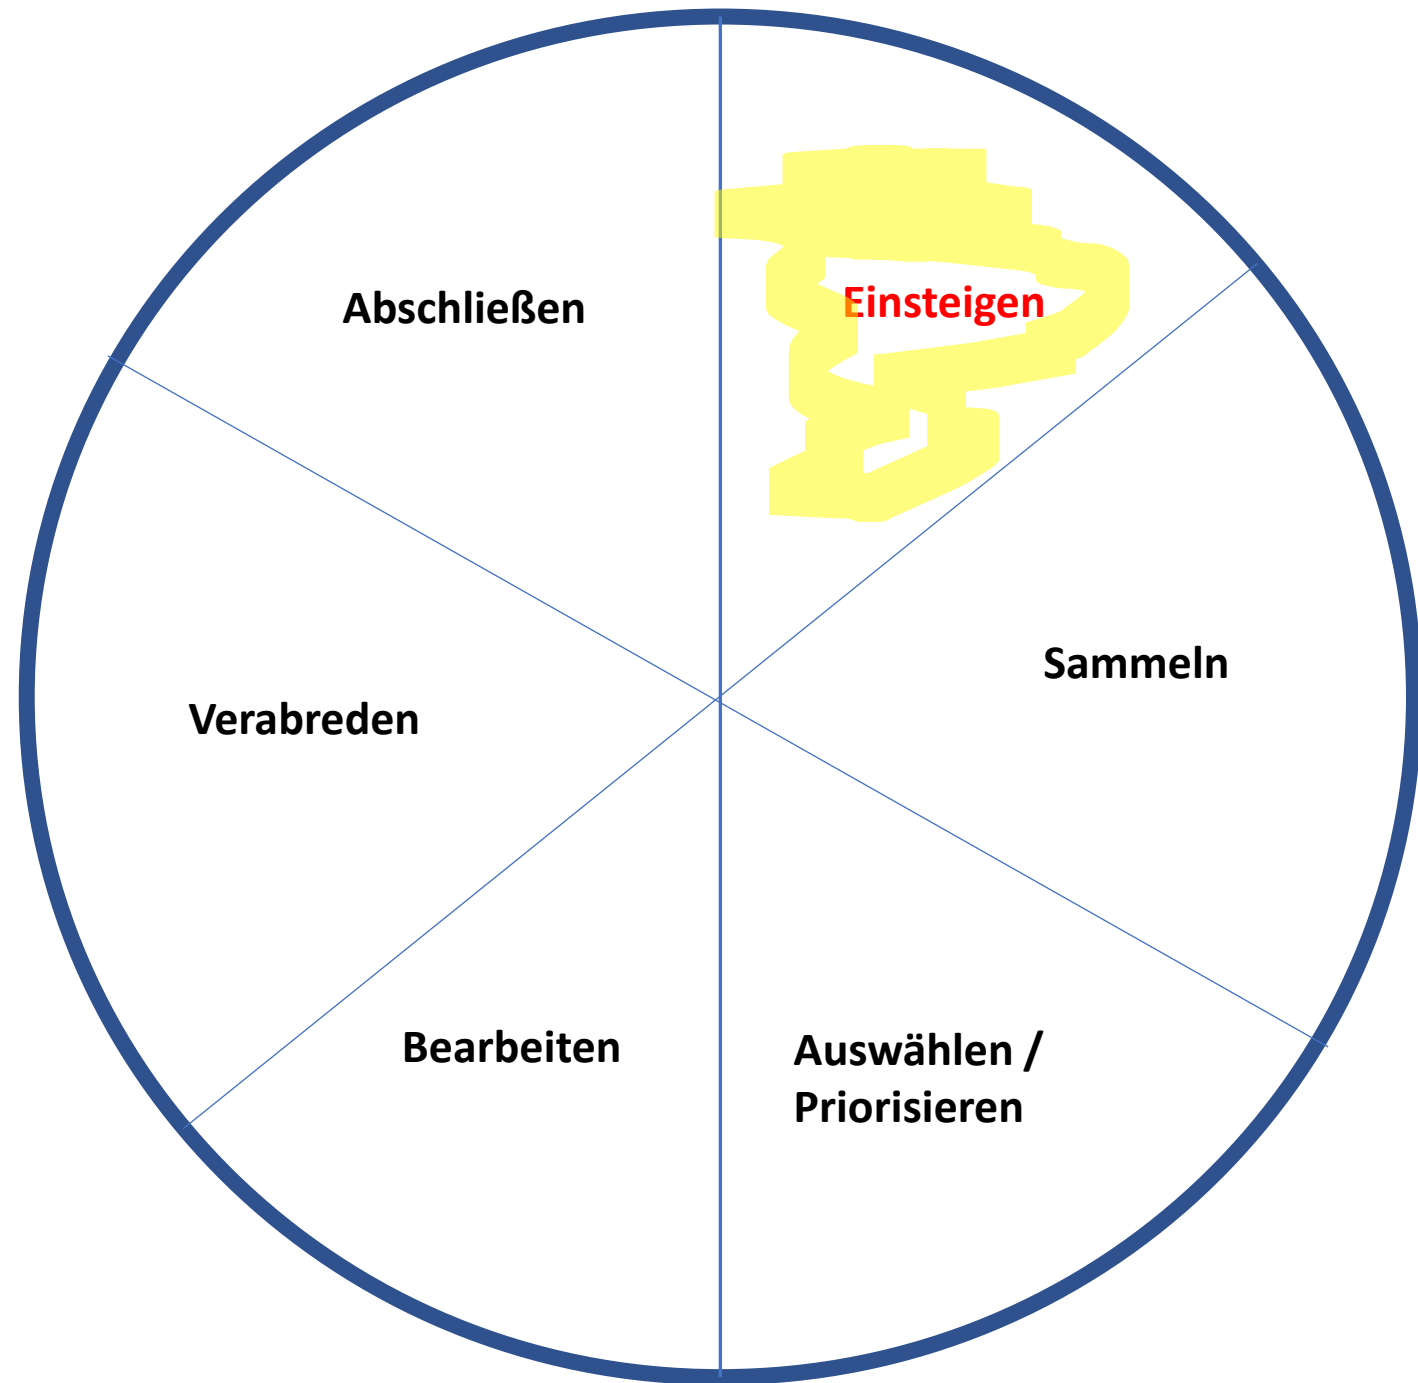 Einsteigen
Sammeln
Auswählen /
Priorisieren
Bearbeiten
Verabreden
Abschließen